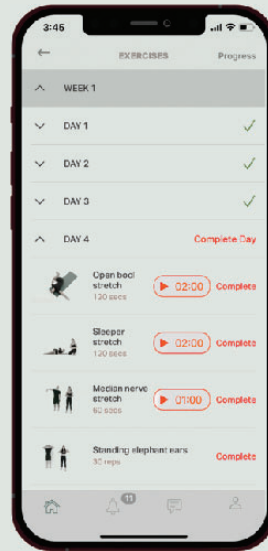 3:45
EXERCISES Progress
WEEK 1
DAY 1
DAY 2
DAY 3
DAY 4 Complete Day
Open book
stretch
120 secs
02:00 Complete
Sleeper
stretch
120 secs
02:00 Complete
Median nerve
stretch
60 secs
01:00 Complete
Standing elephant ears
30 reps
Complete
11